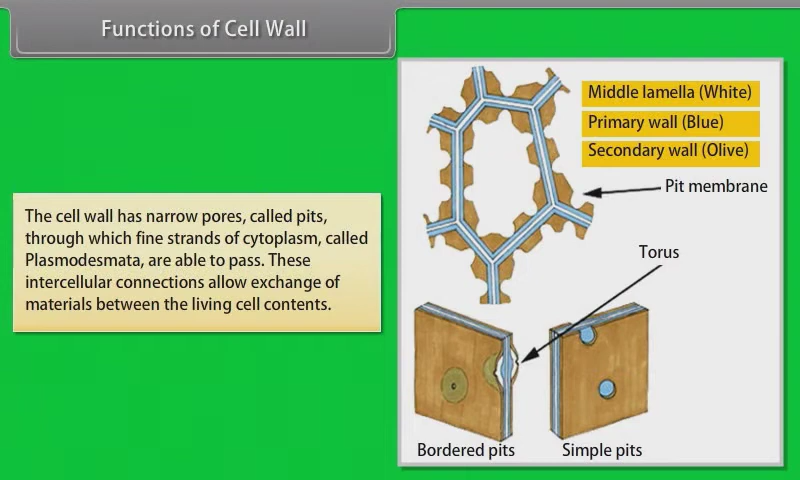 Functions of Cell Wall
The cell wall has narrow pores, called pits,
through which fine strands of cytoplasm, called
Plasmodesmata, are able to pass. These
intercellular connections allow exchange of
materials between the living cell contents.
Middle lamella (White)
Primary wall (Blue)
Secondary wall (Olive)
Pit membrane
Torus
Bordered pits
Simple pits